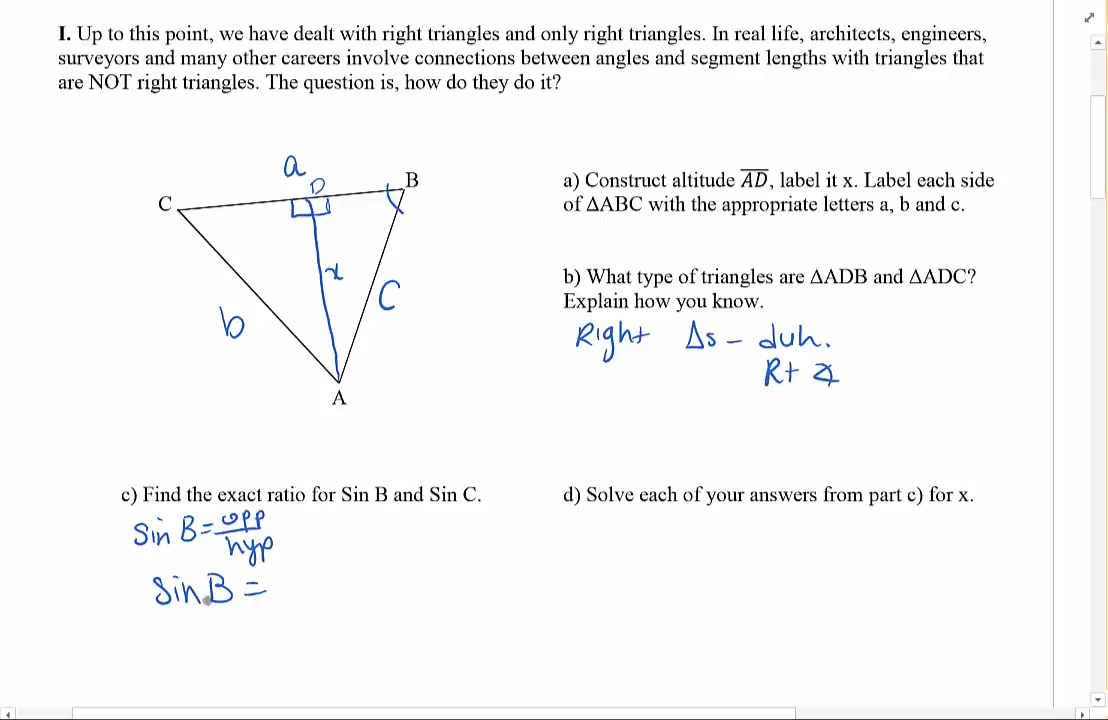 I. Up to this point, we have dealt with right triangles and only right triangles. In real life, architects, engineers,
surveyors and many other careers involve connections between angles and segment lengths with triangles that
are NOT right triangles. The question is, how do they do it?
a
D
B
C
x
b
C
A
a) Construct altitude A̅D̅, label it x. Label each side
of ΔABC with the appropriate letters a, b and c.
b) What type of triangles are ΔADB and ΔADC?
Explain how you know.
Right Δs – duh.
Rt ∡
c) Find the exact ratio for Sin B and Sin C.
Sin B = opp/hyp
Sin B =
d) Solve each of your answers from part c) for x.